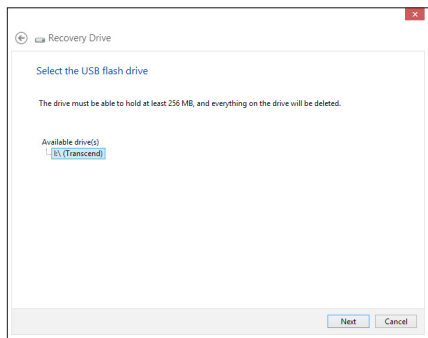 Recovery Drive
Select the USB flash drive
The drive must be able to hold at least 256 MB, and everything on the drive will be deleted.
Available drive(s)
I:\ (Transcend)
Next Cancel